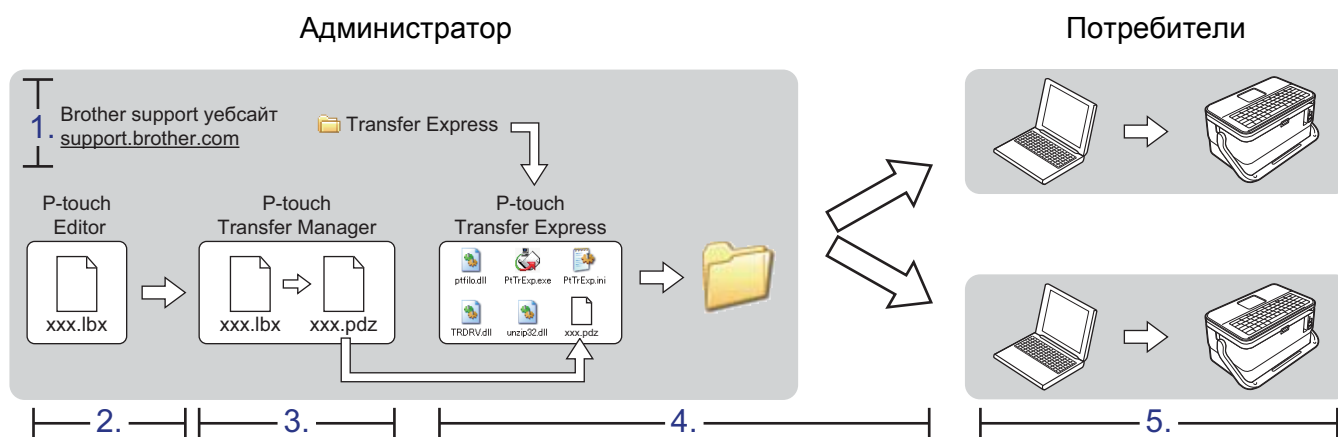 Администратор
Потребители
1.
Brother support уебсайт
support.brother.com
Transfer Express
P-touch
Editor
xxx.lbx
P-touch
Transfer Manager
xxx.lbx
xxx.pdz
P-touch
Transfer Express
ptfilo.dll
PtTrExp.exe
PtTrExp.ini
TRDRV.dll
unzip32.dll
xxx.pdz
2.
3.
4.
5.